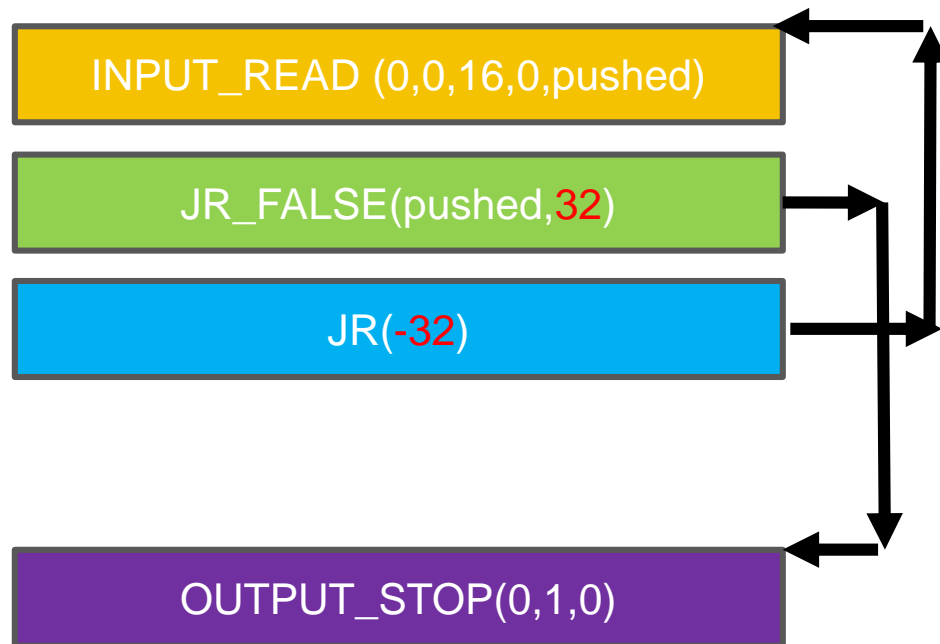 INPUT_READ (0,0,16,0,pushed)
JR_FALSE(pushed,32)
JR(-32)
OUTPUT_STOP(0,1,0)